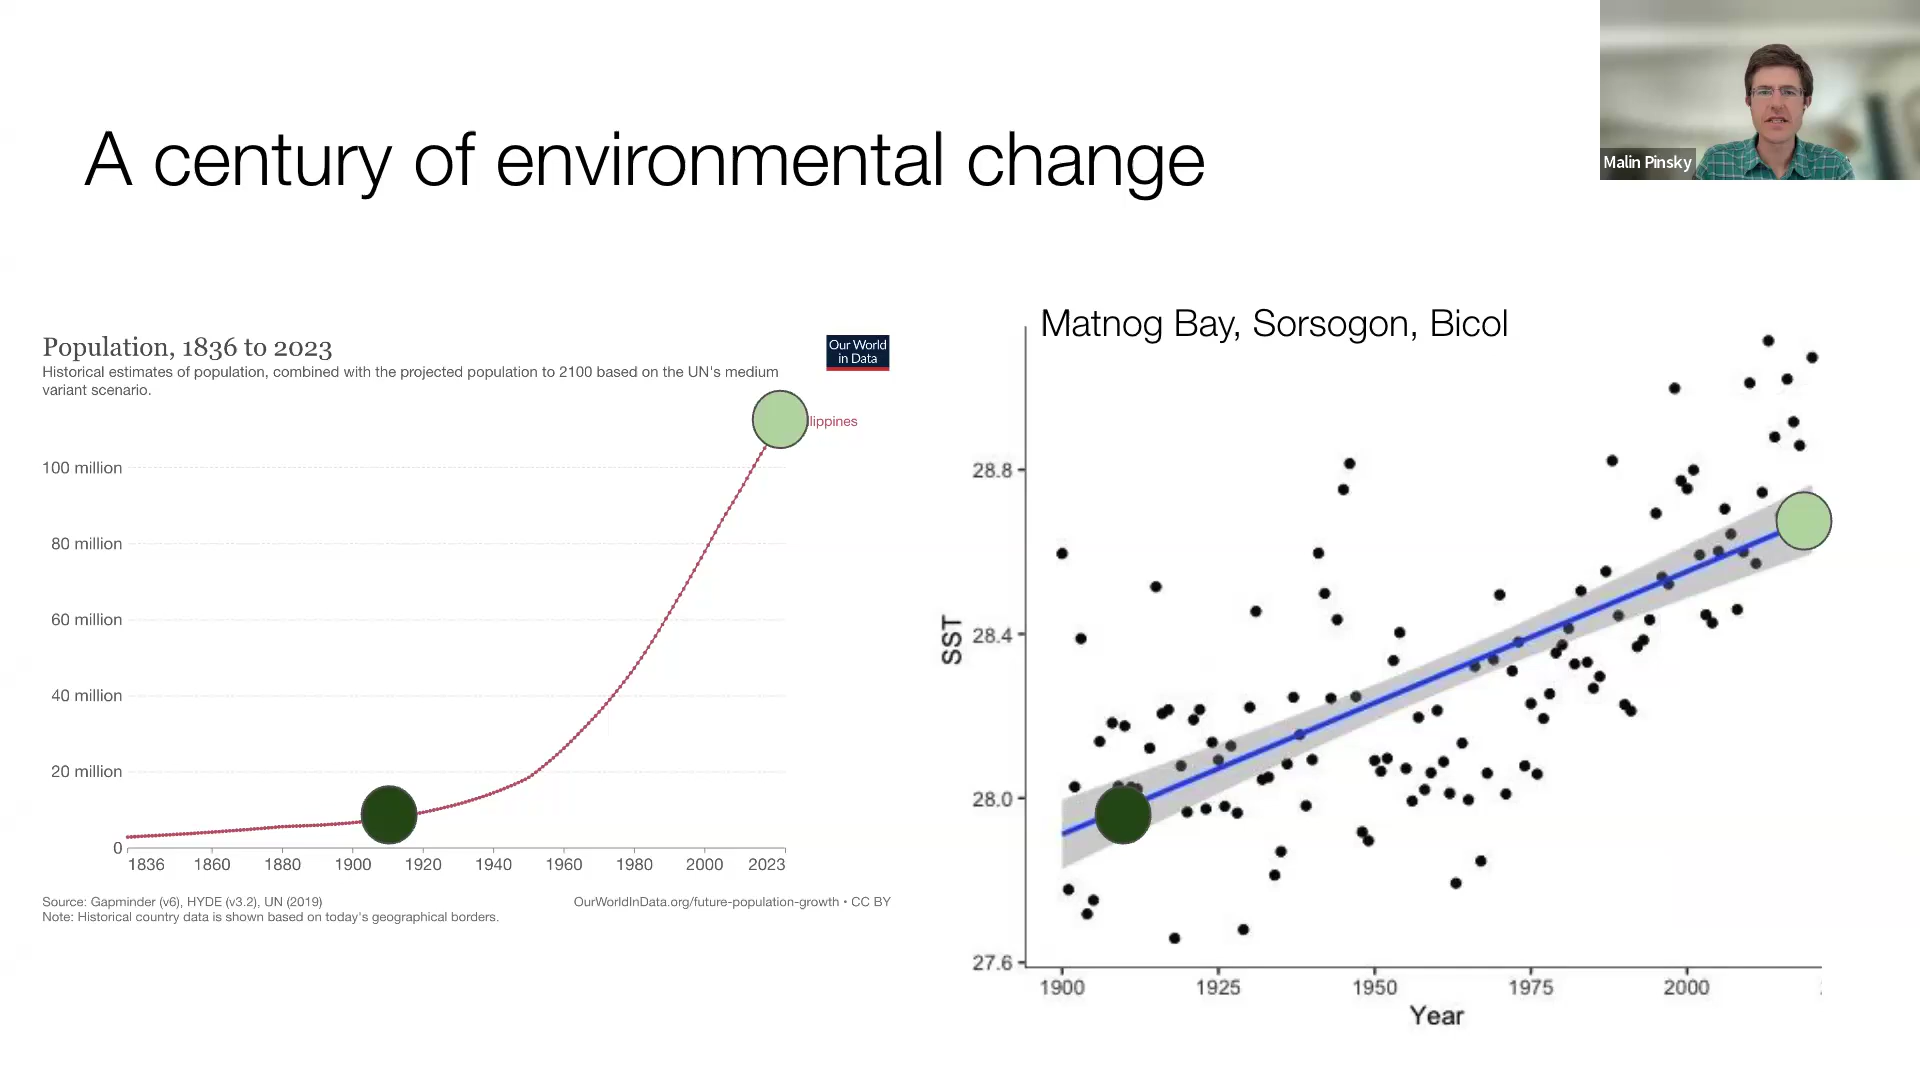 Malin Pinsky
A century of environmental change
Population, 1836 to 2023
Historical estimates of population, combined with the projected population to 2100 based on the UN's medium
variant scenario.
Our World
in Data
lippines
100 million
80 million
60 million
40 million
20 million
0
1836 1860 1880 1900 1920 1940 1960 1980 2000 2023
Source: Gapminder (v6), HYDE (v3.2), UN (2019)
OurWorldInData.org/future-population-growth • CC BY
Note: Historical country data is shown based on today's geographical borders.
Matnog Bay, Sorsogon, Bicol
SST
28.8
28.4
28.0
27.6
1900 1925 1950 1975 2000
Year